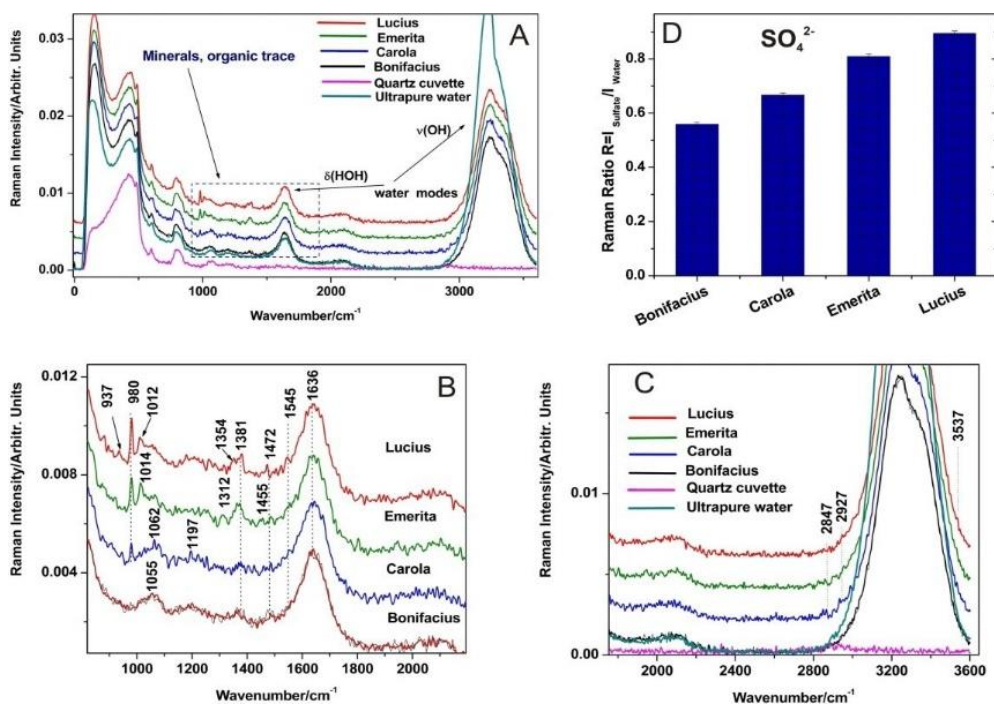 A
Lucius
Emerita
Carola
Bonifacius
Quartz cuvette
Ultrapure water
Minerals, organic trace
ν(OH)
δ(HOH)
water modes
Raman Intensity/Arbitr. Units
0.03
0.02
0.01
0.00
0 1000 2000 3000
Wavenumber/cm⁻¹
D
SO₄²⁻
Raman Ratio R=I Sulfate/I Water
0.8
0.6
0.4
0.2
0.0
Bonifacius
Carola
Emerita
Lucius
B
Raman Intensity/Arbitr. Units
0.012
0.008
0.004
937
980
1012
1014
1062
1055
1197
1312
1354
1381
1455
1472
1545
1636
Lucius
Emerita
Carola
Bonifacius
1000 1200 1400 1600 1800 2000
Wavenumber/cm⁻¹
C
Lucius
Emerita
Carola
Bonifacius
Quartz cuvette
Ultrapure water
2847
2927
3537
Raman Intensity/Arbitr. Units
0.01
0.00
2000 2400 2800 3200 3600
Wavenumber/cm⁻¹